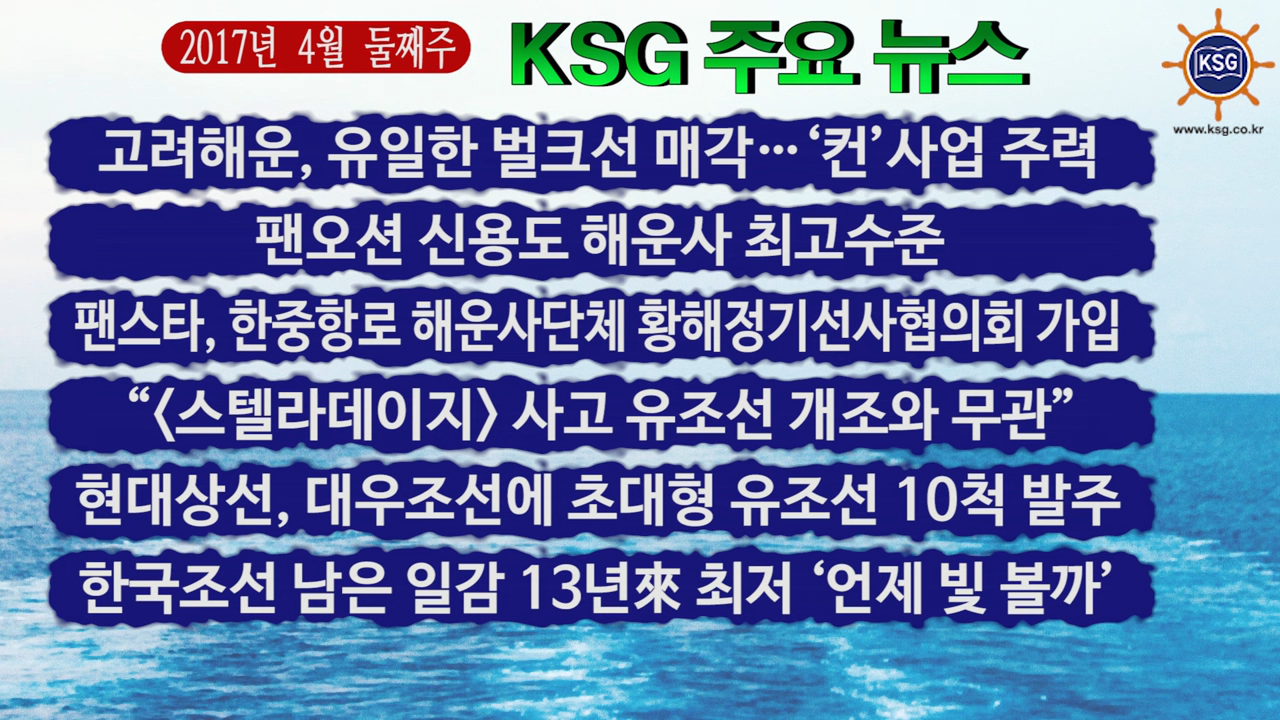 2017년 4월 둘째주
KSG 주요 뉴스
KSG
www.ksg.co.kr
고려해운, 유일한 벌크선 매각… ‘컨’사업 주력
팬오션 신용도 해운사 최고수준
팬스타, 한중항로 해운사단체 황해정기선사협의회 가입
“〈스텔라데이지〉 사고 유조선 개조와 무관”
현대상선, 대우조선에 초대형 유조선 10척 발주
한국조선 남은 일감 13년來 최저 ‘언제 빛 볼까’